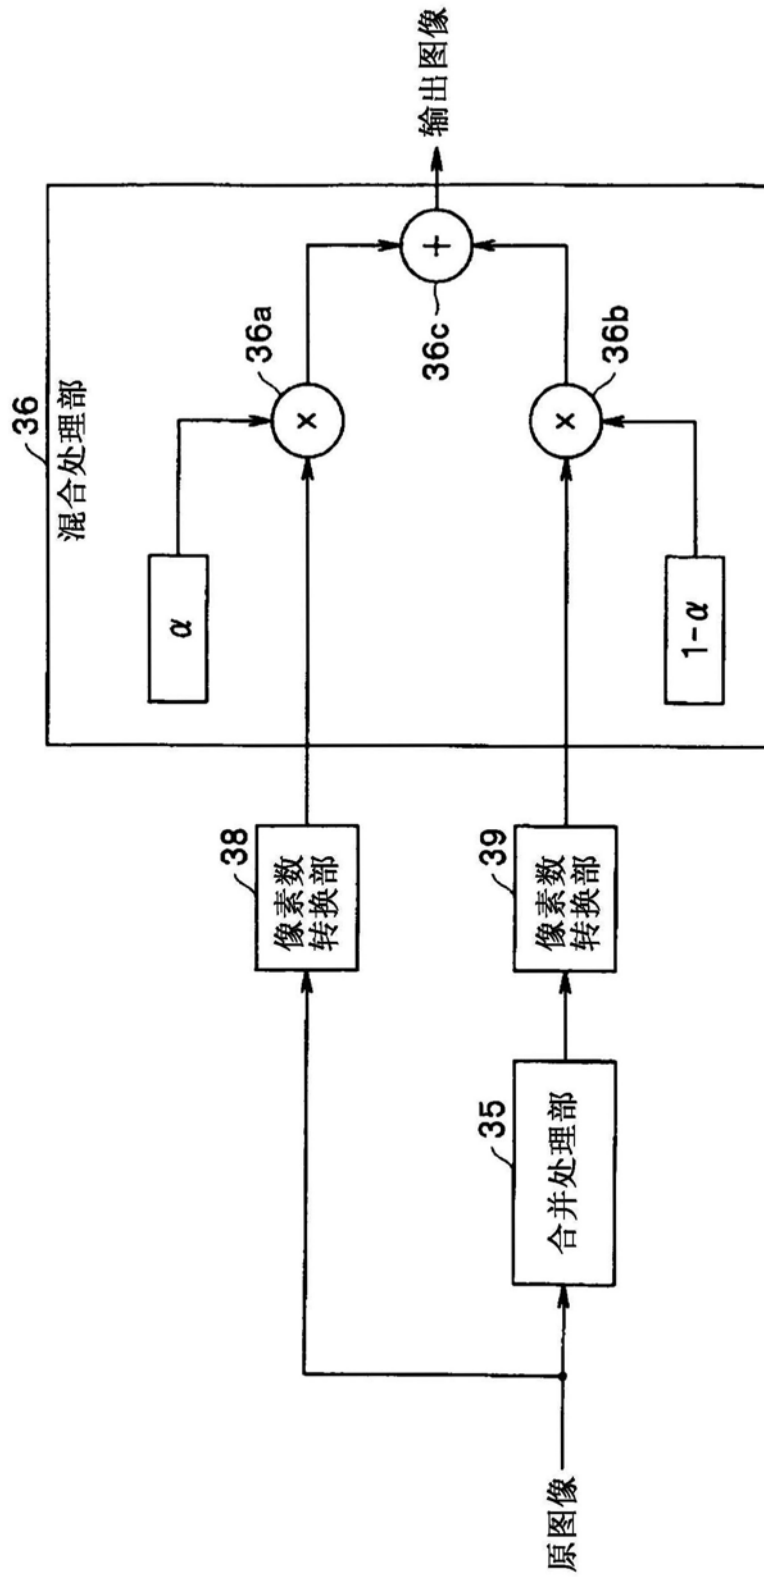 36
混合处理部
α
36a
×
+
36c
输出图像
38
像素数
转换部
39
像素数
转换部
×
36b
1-α
35
合并处理部
原图像